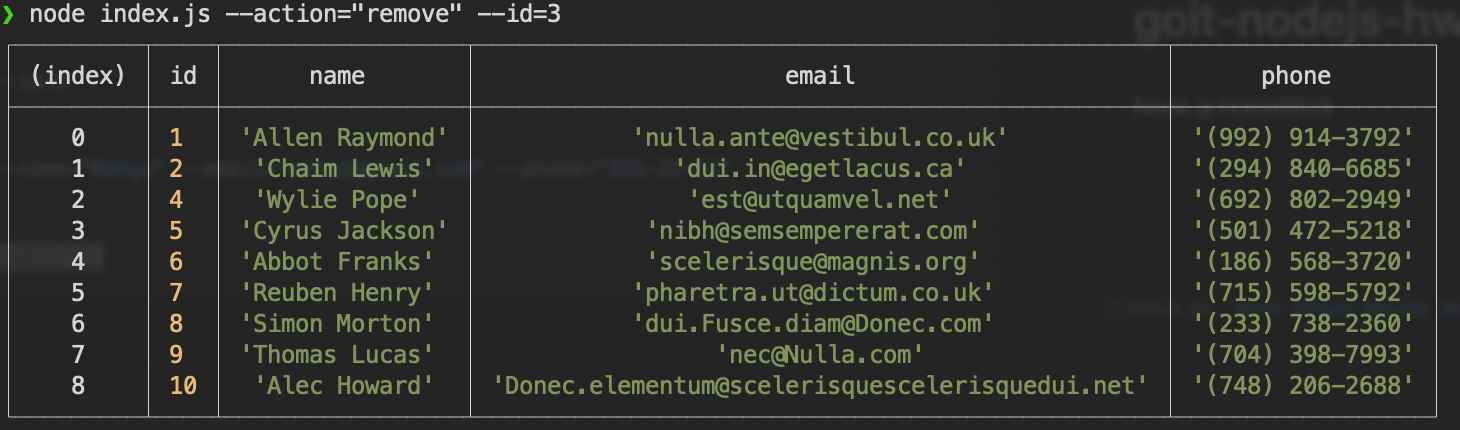 ❯ node index.js --action="remove" --id=3
goit-nodejs-hw
(index) id name email phone
0 1 'Allen Raymond' 'nulla.ante@vestibul.co.uk' '(992) 914-3792'
1 2 'Chaim Lewis' 'dui.in@egetlacus.ca' '(294) 840-6685'
2 4 'Wylie Pope' 'est@utquamvel.net' '(692) 802-2949'
3 5 'Cyrus Jackson' 'nibh@semsempererat.com' '(501) 472-5218'
4 6 'Abbot Franks' 'scelerisque@magnis.org' '(186) 568-3720'
5 7 'Reuben Henry' 'pharetra.ut@dictum.co.uk' '(715) 598-5792'
6 8 'Simon Morton' 'dui.Fusce.diam@Donec.com' '(233) 738-2360'
7 9 'Thomas Lucas' 'nec@Nulla.com' '(704) 398-7993'
8 10 'Alec Howard' 'Donec.elementum@scelerisquescelerisquedui.net' '(748) 206-2688'